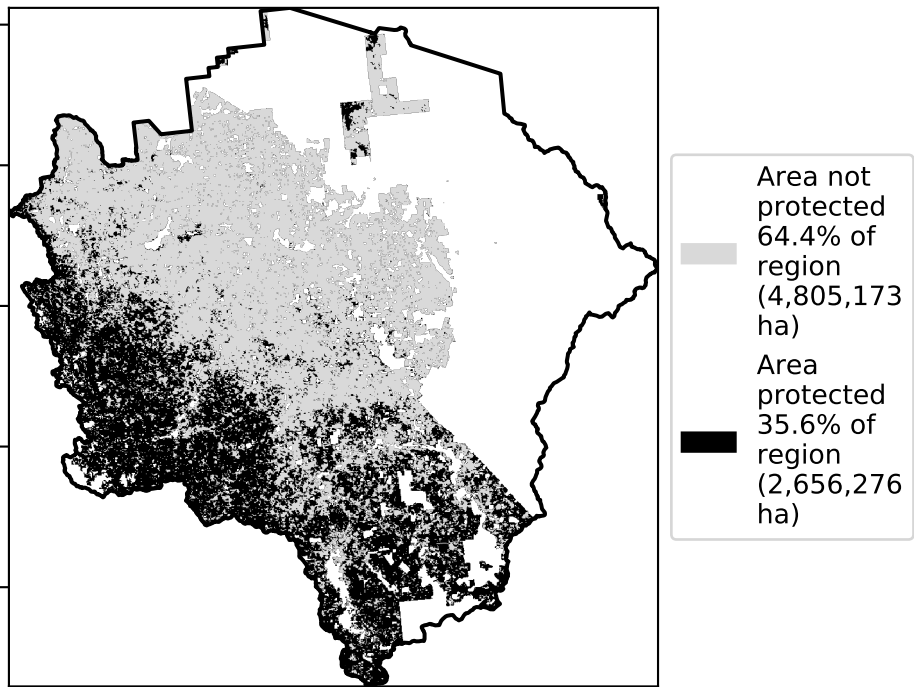 Area not
protected
64.4% of
region
(4,805,173
ha)
Area
protected
35.6% of
region
(2,656,276
ha)